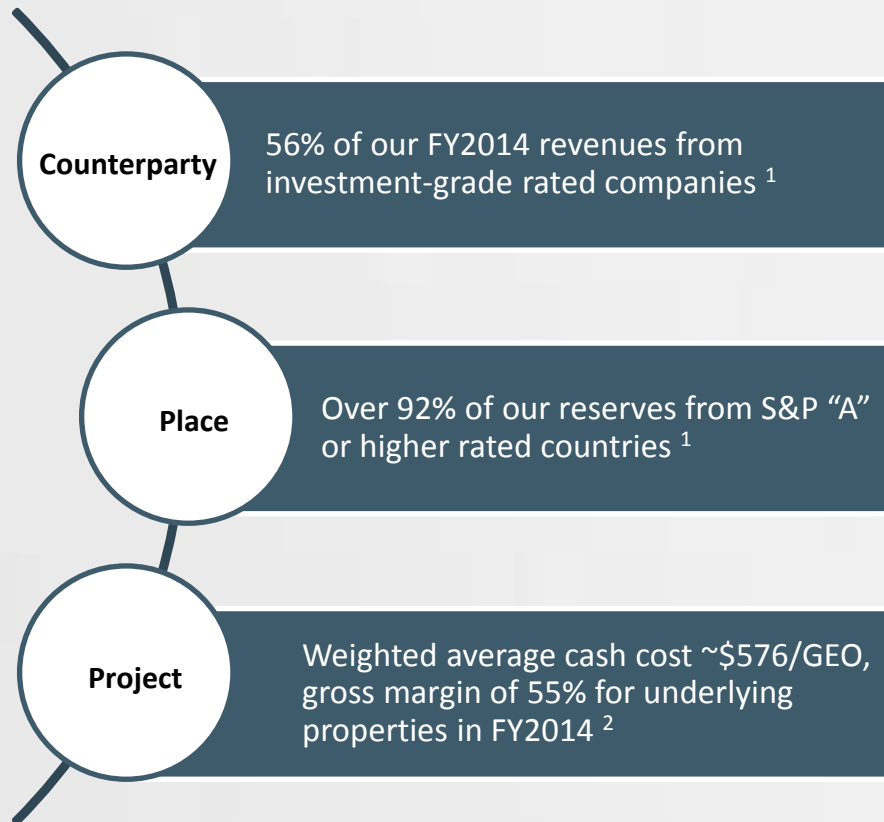 Counterparty
56% of our FY2014 revenues from
investment-grade rated companies 1
Place
Over 92% of our reserves from S&P “A”
or higher rated countries 1
Project
Weighted average cash cost ~$576/GEO,
gross margin of 55% for underlying
properties in FY2014 2